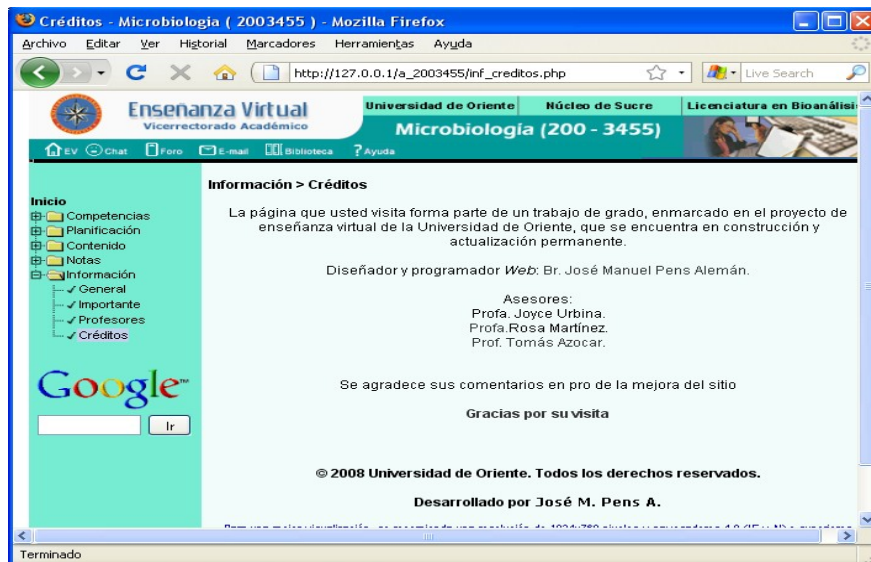 Créditos - Microbiología ( 2003455 ) - Mozilla Firefox
Archivo Editar Ver Historial Marcadores Herramientas Ayuda
http://127.0.0.1/a_2003455/inf_creditos.php Live Search
Enseñanza Virtual
Vicerrectorado Académico
Universidad de Oriente Núcleo de Sucre Licenciatura en Bioanálisi
Microbiología (200 - 3455)
EV Chat Foro E-mail Biblioteca ? Ayuda
Información > Créditos
Inicio
Competencias
Planificación
Contenido
Notas
Información
General
Importante
Profesores
Créditos
Google™
Ir
La página que usted visita forma parte de un trabajo de grado, enmarcado en el proyecto de
enseñanza virtual de la Universidad de Oriente, que se encuentra en construcción y
actualización permanente.
Diseñador y programador Web: Br. José Manuel Pens Alemán.
Asesores:
Profa. Joyce Urbina.
Profa.Rosa Martínez.
Prof. Tomás Azocar.
Se agradece sus comentarios en pro de la mejora del sitio
Gracias por su visita
© 2008 Universidad de Oriente. Todos los derechos reservados.
Desarrollado por José M. Pens A.
Terminado